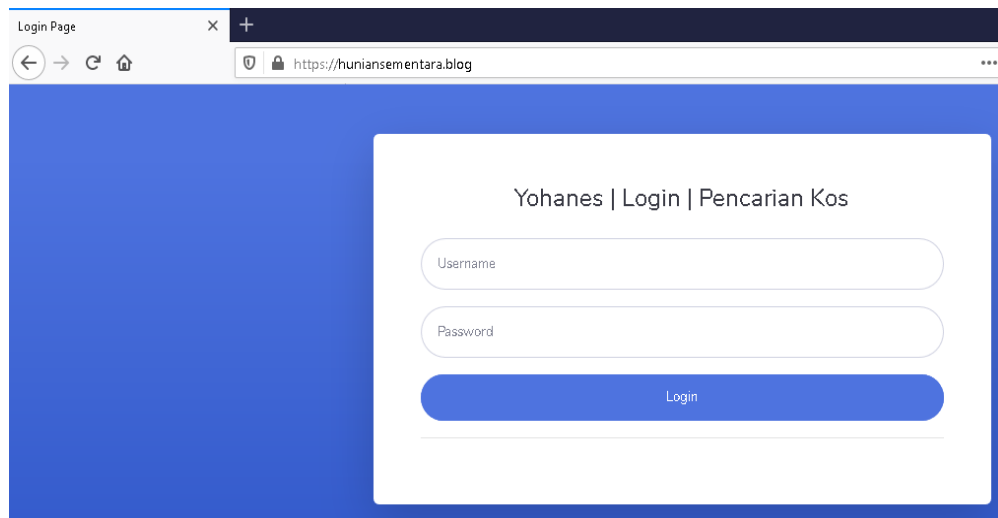 Login Page
https://huniansementara.blog
Yohanes | Login | Pencarian Kos
Username
Password
Login